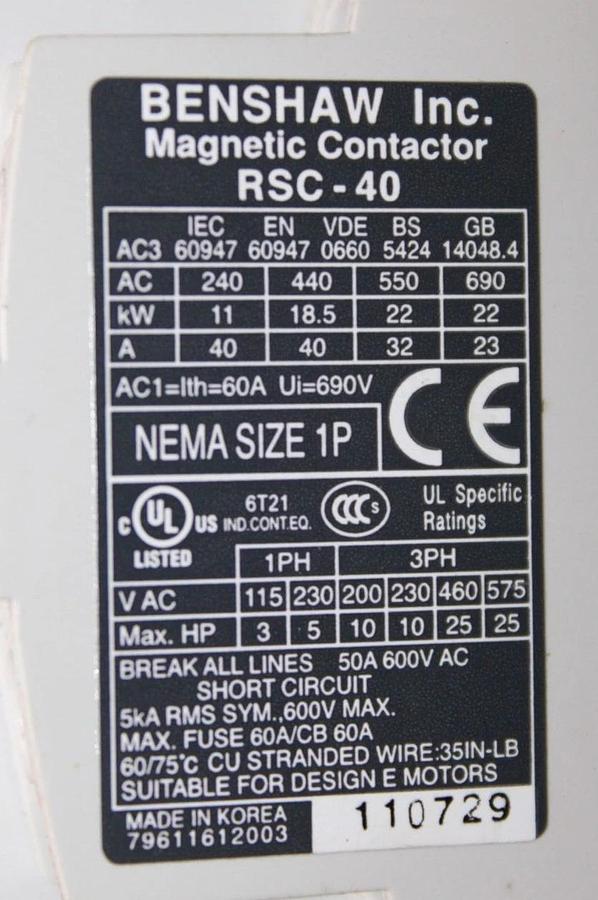 BENSHAW Inc.
Magnetic Contactor
RSC-40
IEC EN VDE BS GB
AC3 60947 60947 0660 5424 14048.4
AC 240 440 550 690
kW 11 18.5 22 22
A 40 40 32 23
AC1=Ith=60A Ui=690V
CE
NEMA SIZE 1P
c UL US
LISTED
6T21
IND.CONT.EQ.
CCC S
UL Specific
Ratings
1PH 3PH
V AC 115 230 200 230 460 575
Max. HP 3 5 10 10 25 25
BREAK ALL LINES 50A 600V AC
SHORT CIRCUIT
5kA RMS SYM.,600V MAX.
MAX. FUSE 60A/CB 60A
60/75℃ CU STRANDED WIRE:35IN-LB
SUITABLE FOR DESIGN E MOTORS
MADE IN KOREA
79611612003
110729